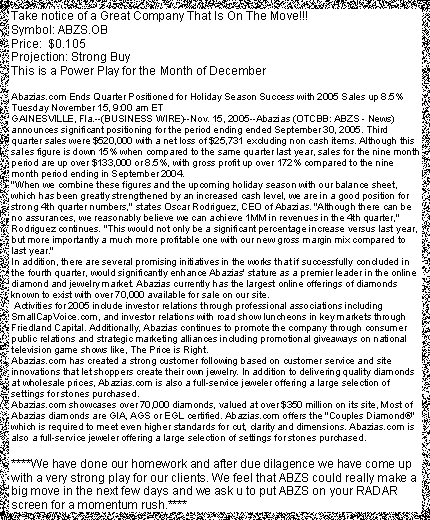 Take notice of a Great Company That Is On The Move!!!
Symbol: ABZS.OB
Price:  $0.105
Projection: Strong Buy
This is a Power Play for the Month of December
Abazias.com Ends Quarter Positioned for Holiday Season Success with 2005 Sales up 8.5%
Tuesday November 15, 9:00 am ET
GAINESVILLE, Fla.--(BUSINESS WIRE)--Nov. 15, 2005--Abazias (OTCBB: ABZS - News)
announces significant positioning for the period ending ended September 30, 2005. Third
quarter sales were $520,000 with a net lost of $25,731 excluding non cash items. Although this
sales figure is down 15% when compared to the same quarter last year, sales for the nine month
period are up over $133,000 or 8.5%, with gross profit up over 172% compared to the nine
month period ending in September 2004.
"When we combine these figures and the upcoming holiday season with our balance sheet,
which has been greatly strengthened by an increased cash level, we are in a good position for
strong 4th quarter numbers," states Oscar Rodriguez, CEO of Abazias. "Although there can be
no assurances, we reasonably believe we can achieve 1MM in revenues in the 4th quarter,"
Rodriguez continues. "This would not only be a significant percentage increase versus last year,
but more importantly a much more profitable one with our new gross margin mix compared to
last year."
In addition, there are several promising initiatives in the works that if successfully concluded in
the fourth quarter, would significantly enhance Abazias' stature as a premier leader in the online
diamond and jewelry market. Abazias currently has the largest online offerings of diamonds
known to exist with over 70,000 available for sale on our site.
Activities for 2005 include investor relations through professional associations including
SmallCapVoice.com, and investor relations with road show luncheons in key markets through
Friedland Capital. Additionally, Abazias continues to promote the company through consumer
public relations and strategic marketing alliances including promotional giveaways on national
television game shows like, The Price is Right.
Abazias.com has created a strong customer following based on customer service and site
innovations that let shoppers create their own jewelry. In addition to delivering quality diamonds
at wholesale prices, Abazias.com is also a full-service jeweler offering a large selection of
settings for stones purchased.
Abazias.com showcases over 70,000 diamonds, valued at over $350 million on its site, Most of
Abazias diamonds are GIA, AGS or EGL certified. Abazias.com offers the "Couples Diamond®"
which is required to meet even higher standards for cut, clarity and dimensions. Abazias.com is
also a full-service jeweler offering a large selection of settings for stones purchased.
****We have done our homework and after due dilagence we have come up
with a very strong play for our clients. We feel that ABZS could really make a
big move in the next few days and we ask u to put ABZS on your RADAR
screen for a momentum rush.****